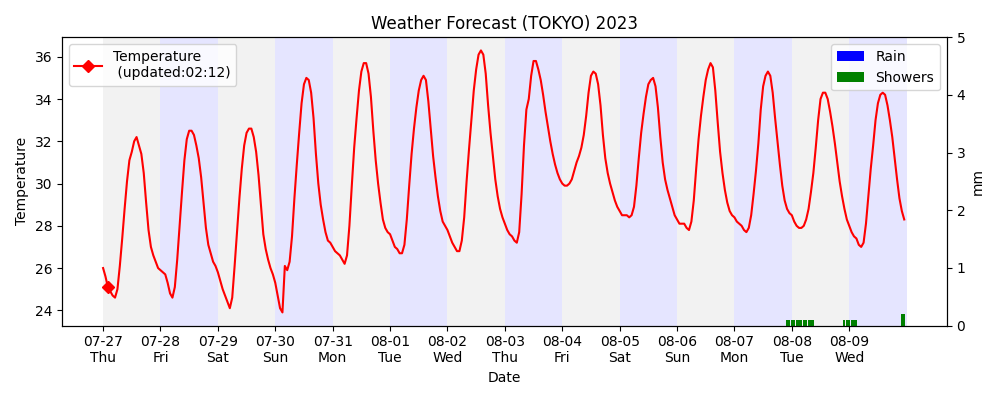 Weather Forecast (TOKYO) 2023
Temperature
(updated:02:12)
Rain
Showers
36
34
32
30
28
26
24
Temperature
5
4
3
2
1
0
mm
07-27 07-28 07-29 07-30 07-31 08-01 08-02 08-03 08-04 08-05 08-06 08-07 08-08 08-09
Thu Fri Sat Sun Mon Tue Wed Thu Fri Sat Sun Mon Tue Wed
Date